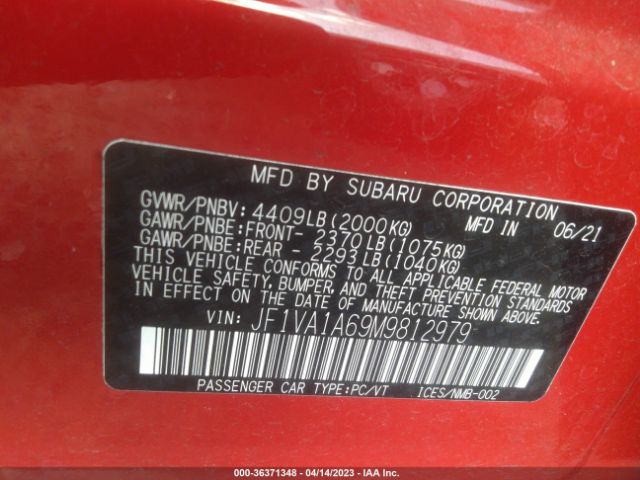 MFD BY SUBARU CORPORATION
GVWR/PNBV: 4409LB(2000KG) MFD IN 06/21
GAWR/PNBE:FRONT- 2370LB(1075KG)
GAWR/PNBE:REAR - 2293LB(1040KG)
THIS VEHICLE CONFORMS TO ALL APPLICABLE FEDERAL MOTOR
VEHICLE SAFETY, BUMPER, AND THEFT PREVENTION STANDARDS
IN EFFECT ON THE DATE OF MANUFACTURE SHOWN ABOVE.
VIN: JF1VA1A69M9812979
PASSENGER CAR TYPE:PC/VT ICES/NMB-002
000-36371348 - 04/14/2023 - IAA Inc.